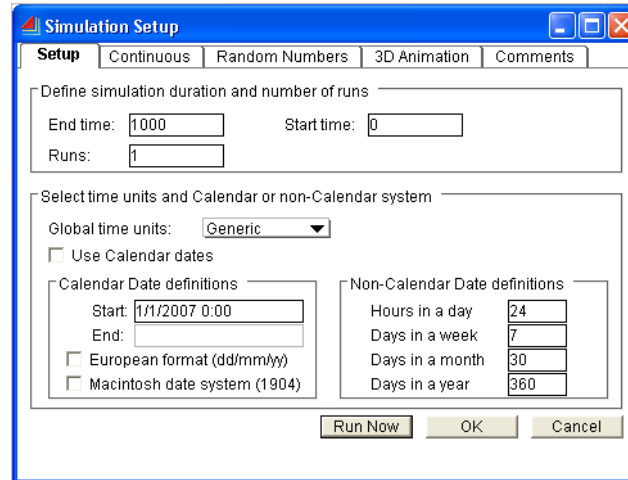 Simulation Setup
Setup Continuous Random Numbers 3D Animation Comments
Define simulation duration and number of runs
End time: 1000 Start time: 0
Runs: 1
Select time units and Calendar or non-Calendar system
Global time units: Generic
Use Calendar dates
Calendar Date definitions
Start: 1/1/2007 0:00
End:
European format (dd/mm/yy)
Macintosh date system (1904)
Non-Calendar Date definitions
Hours in a day 24
Days in a week 7
Days in a month 30
Days in a year 360
Run Now OK Cancel